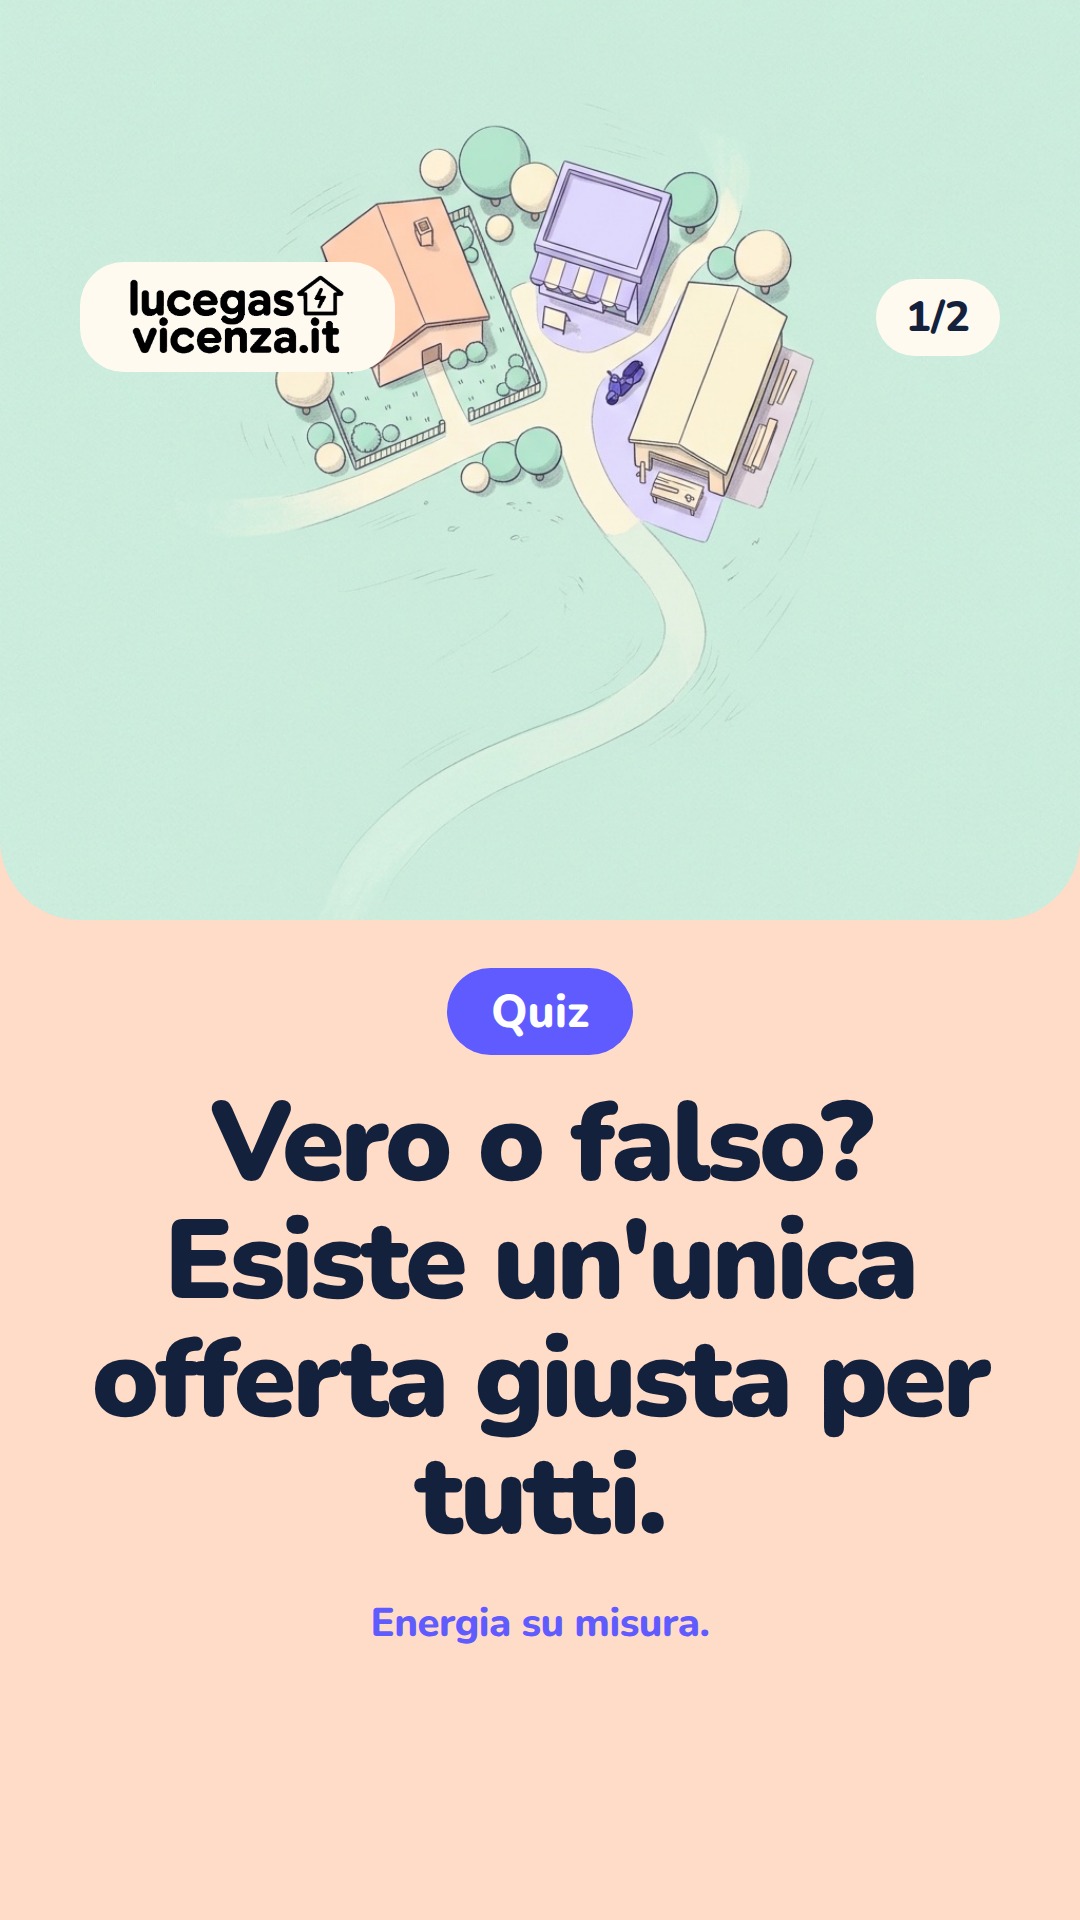 lucegas
vicenza.it
1/2
Quiz
Vero o falso?
Esiste un'unica
offerta giusta per
tutti.
Energia su misura.